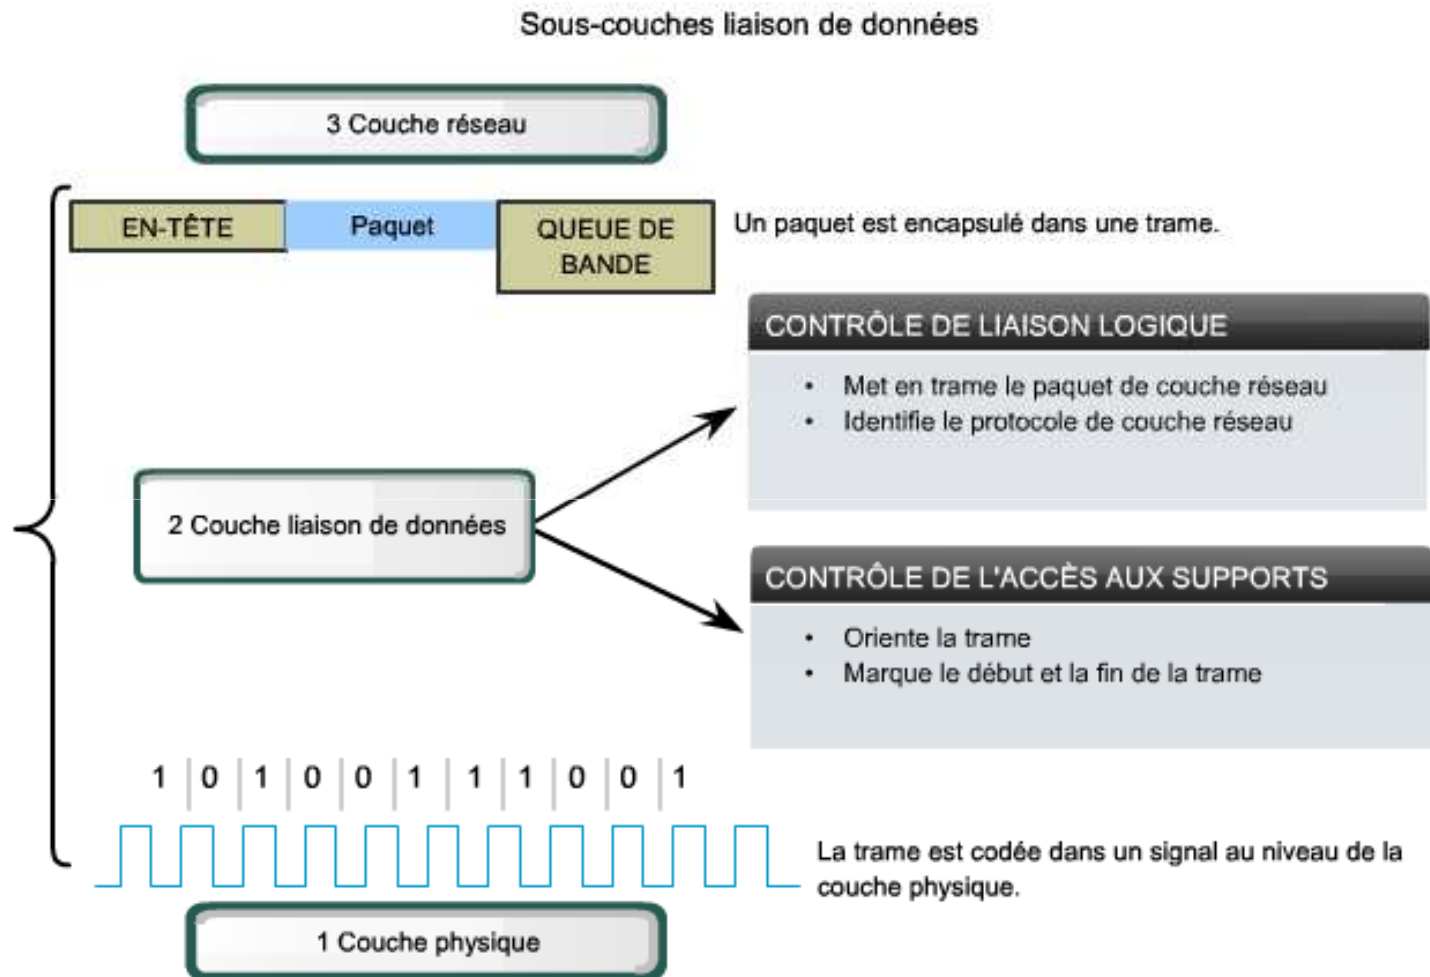 Sous-couches liaison de données
3 Couche réseau
EN-TÊTE
Paquet
QUEUE DE
BANDE
Un paquet est encapsulé dans une trame.
CONTRÔLE DE LIAISON LOGIQUE
• Met en trame le paquet de couche réseau
• Identifie le protocole de couche réseau
2 Couche liaison de données
CONTRÔLE DE L'ACCÈS AUX SUPPORTS
• Oriente la trame
• Marque le début et la fin de la trame
1 0 1 0 0 1 1 1 0 0 1
La trame est codée dans un signal au niveau de la
couche physique.
1 Couche physique